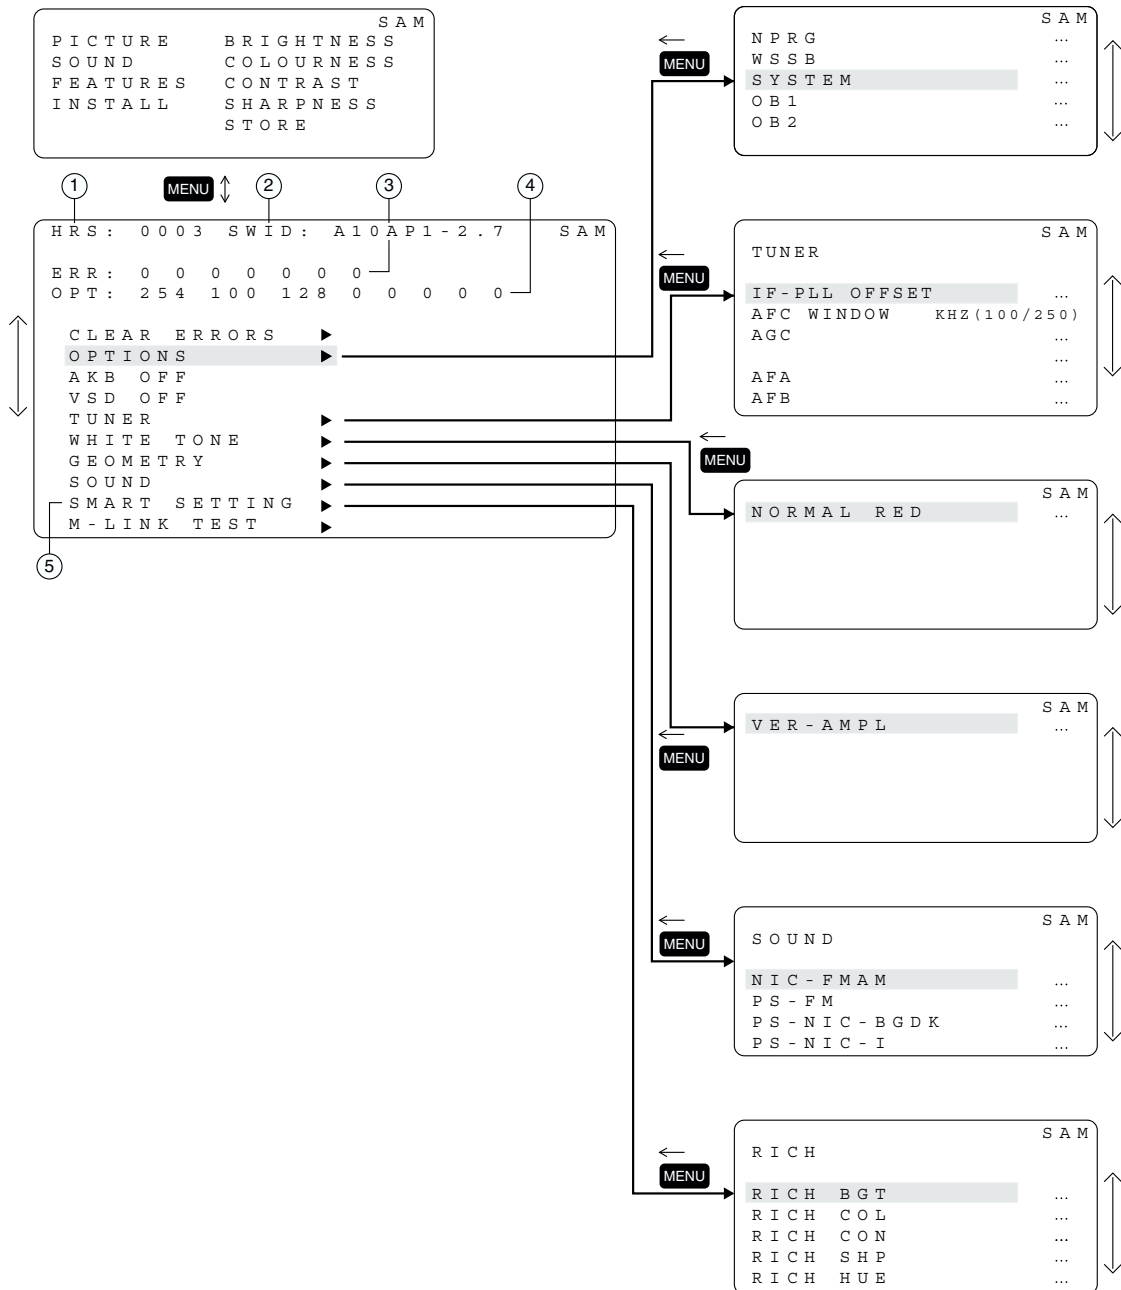 SAM
PICTURE BRIGHTNESS
SOUND COLOURNESS
FEATURES CONTRAST
INSTALL SHARPNESS
STORE
1 MENU 2 3 4
HRS: 0003 SWID: A10AP1-2.7 SAM
ERR: 0 0 0 0 0 0 0
OPT: 254 100 128 0 0 0 0 0
CLEAR ERRORS
OPTIONS
AKB OFF
VSD OFF
TUNER
WHITE TONE
GEOMETRY
SOUND
SMART SETTING
M-LINK TEST
5
MENU
SAM
NPRG ...
WSSB ...
SYSTEM ...
OB1 ...
OB2 ...
MENU
SAM
TUNER
IF-PLL OFFSET ...
AFC WINDOW KHZ(100/250)
AGC ...
...
AFA ...
AFB ...
MENU
SAM
NORMAL RED ...
MENU
SAM
VER-AMPL ...
MENU
SAM
SOUND
NIC-FMAM ...
PS-FM ...
PS-NIC-BGDK ...
PS-NIC-I ...
MENU
SAM
RICH
RICH BGT ...
RICH COL ...
RICH CON ...
RICH SHP ...
RICH HUE ...